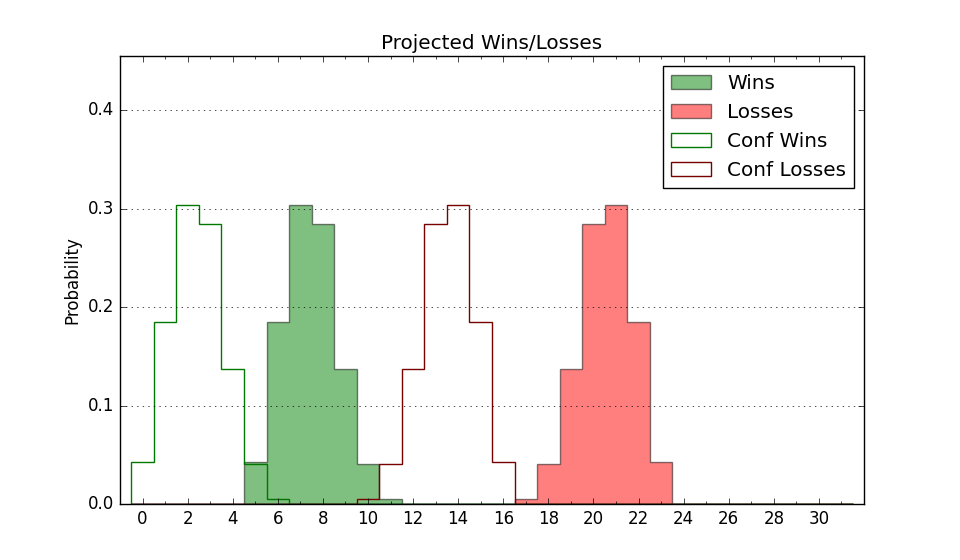 Projected Wins/Losses
Wins
Losses
Conf Wins
Conf Losses
Probability
0.4
0.3
0.2
0.1
0.0
0 2 4 6 8 10 12 14 16 18 20 22 24 26 28 30